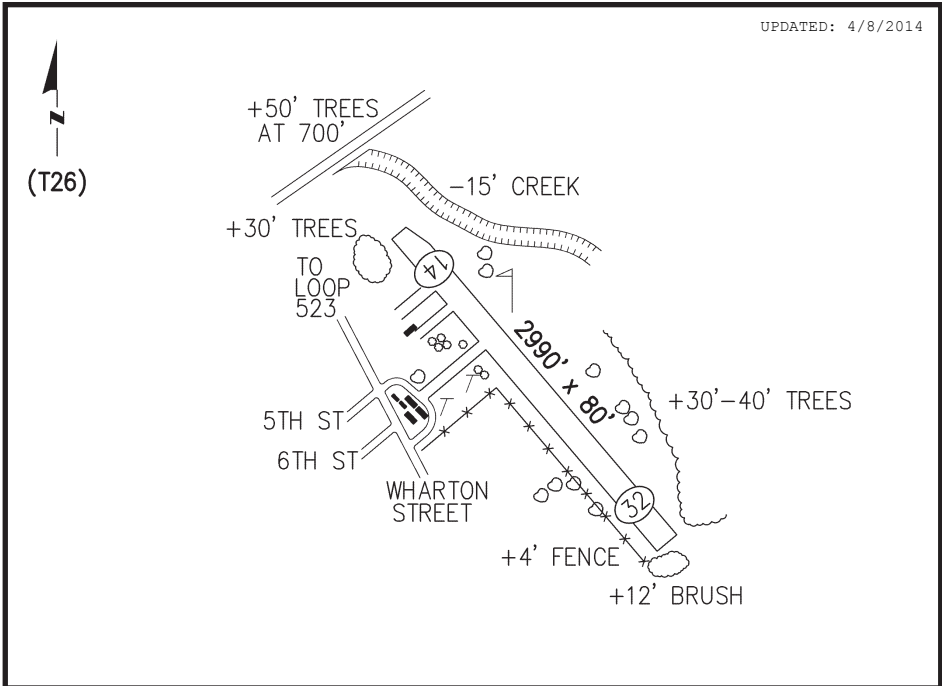 UPDATED: 4/8/2014
N
(T26)
+50' TREES
AT 700'
-15' CREEK
+30' TREES
14
TO
LOOP
523
2990' x 80'
+30'-40' TREES
5TH ST
6TH ST
WHARTON
STREET
32
+4' FENCE
+12' BRUSH